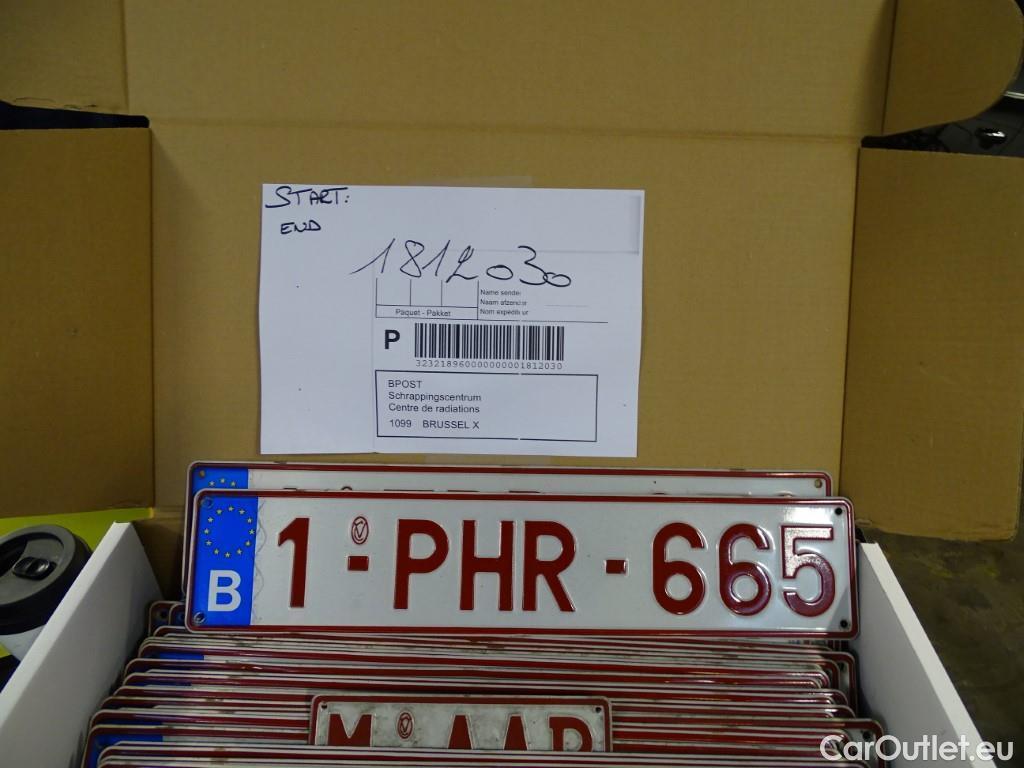 START:
END
1812030
Name sender
Naam afzender
Paquet - Pakket
Nom expéditeur
P
323218960000000001812030
BPOST
Schrappingscentrum
Centre de radiations
1099 BRUSSEL X
B
1-PHR-665
M AAR
CarOutlet.eu